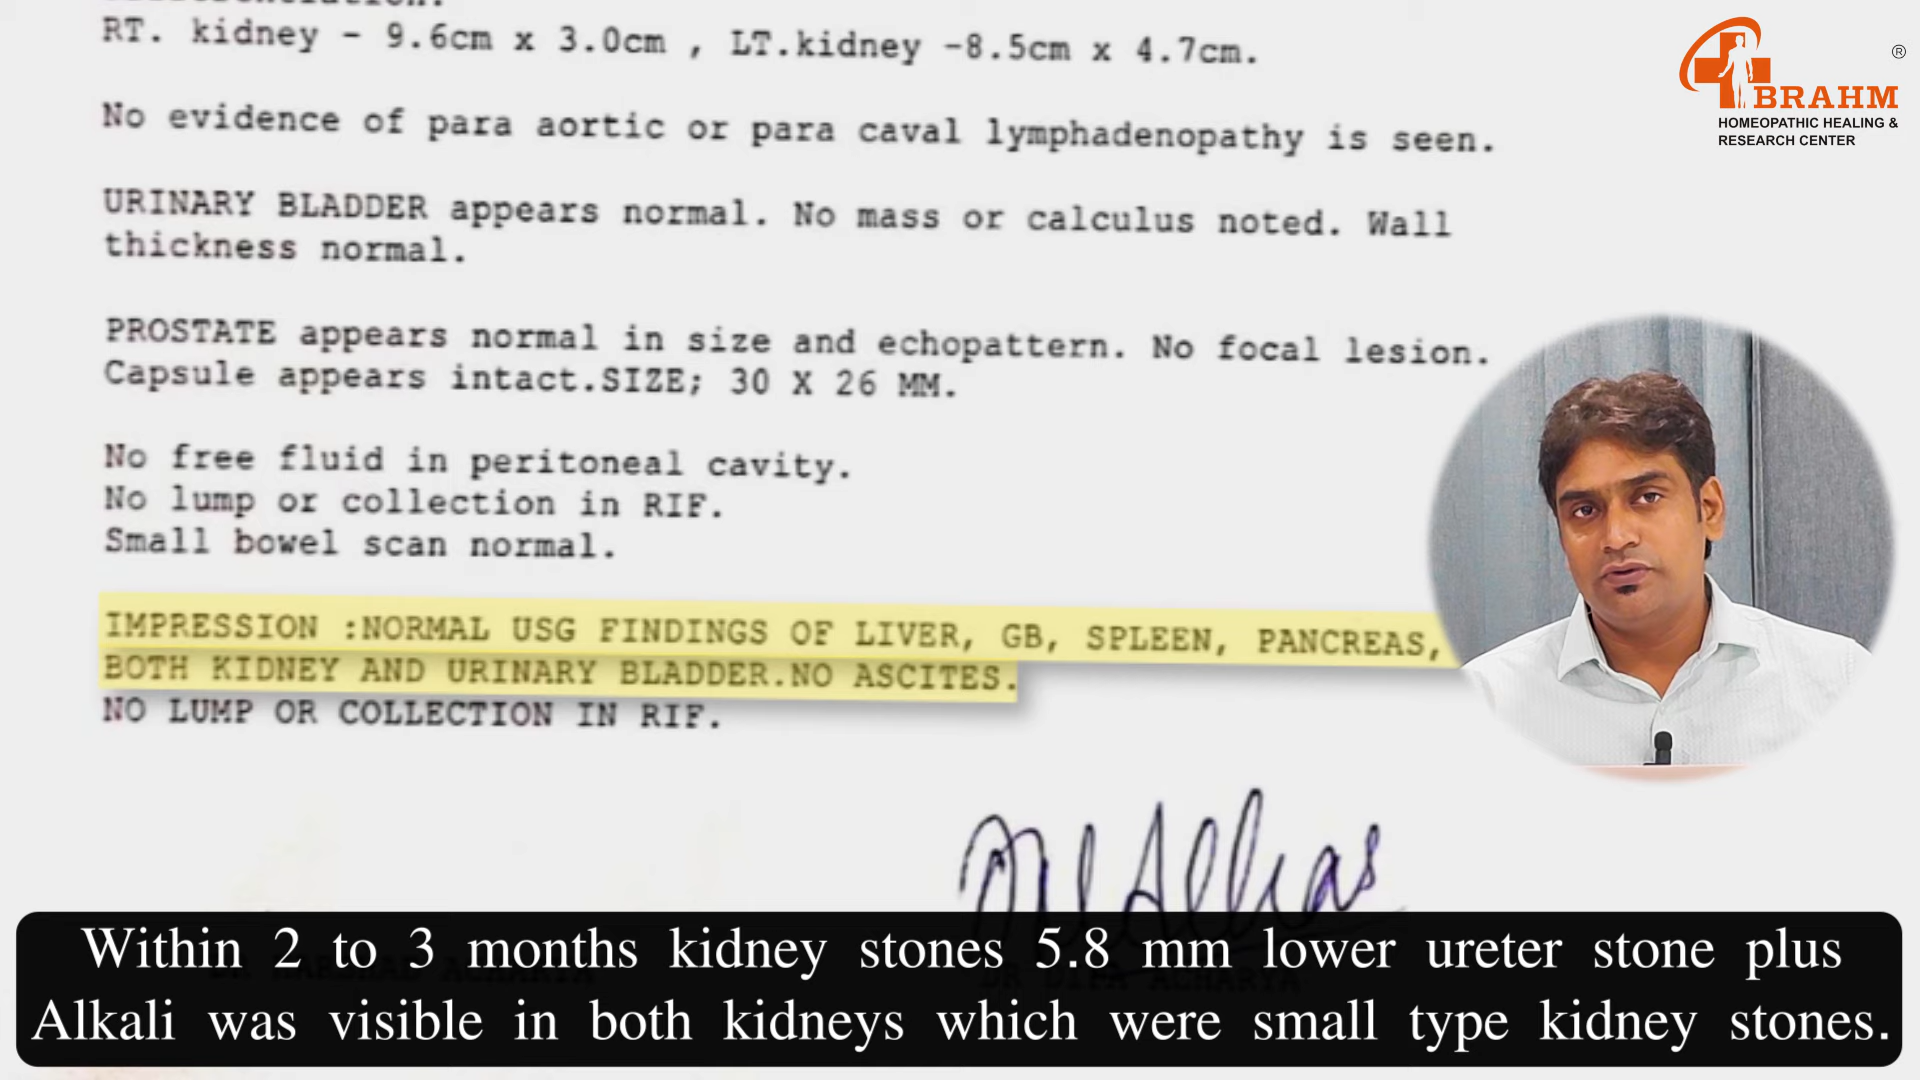 RT. kidney - 9.6cm x 3.0cm , LT.kidney -8.5cm x 4.7cm.
No evidence of para aortic or para caval lymphadenopathy is seen.
URINARY BLADDER appears normal. No mass or calculus noted. Wall
thickness normal.
PROSTATE appears normal in size and echopattern. No focal lesion.
Capsule appears intact.SIZE; 30 X 26 MM.
No free fluid in peritoneal cavity.
No lump or collection in RIF.
Small bowel scan normal.
IMPRESSION :NORMAL USG FINDINGS OF LIVER, GB, SPLEEN, PANCREAS,
BOTH KIDNEY AND URINARY BLADDER.NO ASCITES.
NO LUMP OR COLLECTION IN RIF.
BRAHM ®
HOMEOPATHIC HEALING &
RESEARCH CENTER
Within 2 to 3 months kidney stones 5.8 mm lower ureter stone plus
Alkali was visible in both kidneys which were small type kidney stones.